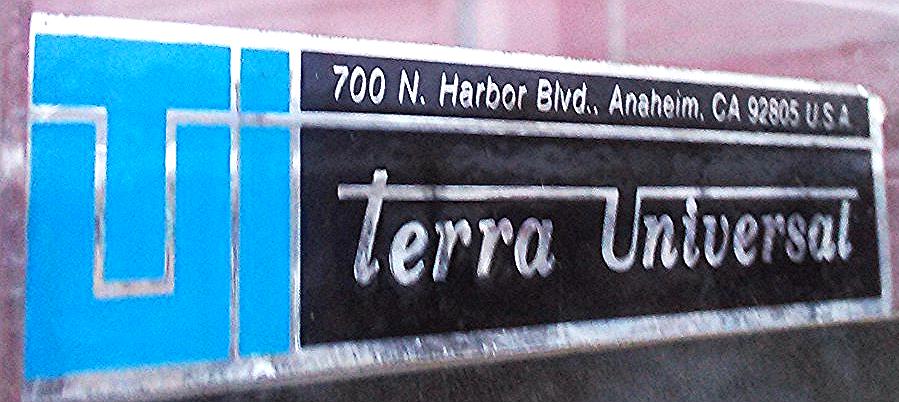 700 N. Harbor Blvd., Anaheim, CA 92805 U.S.A.
terra Universal